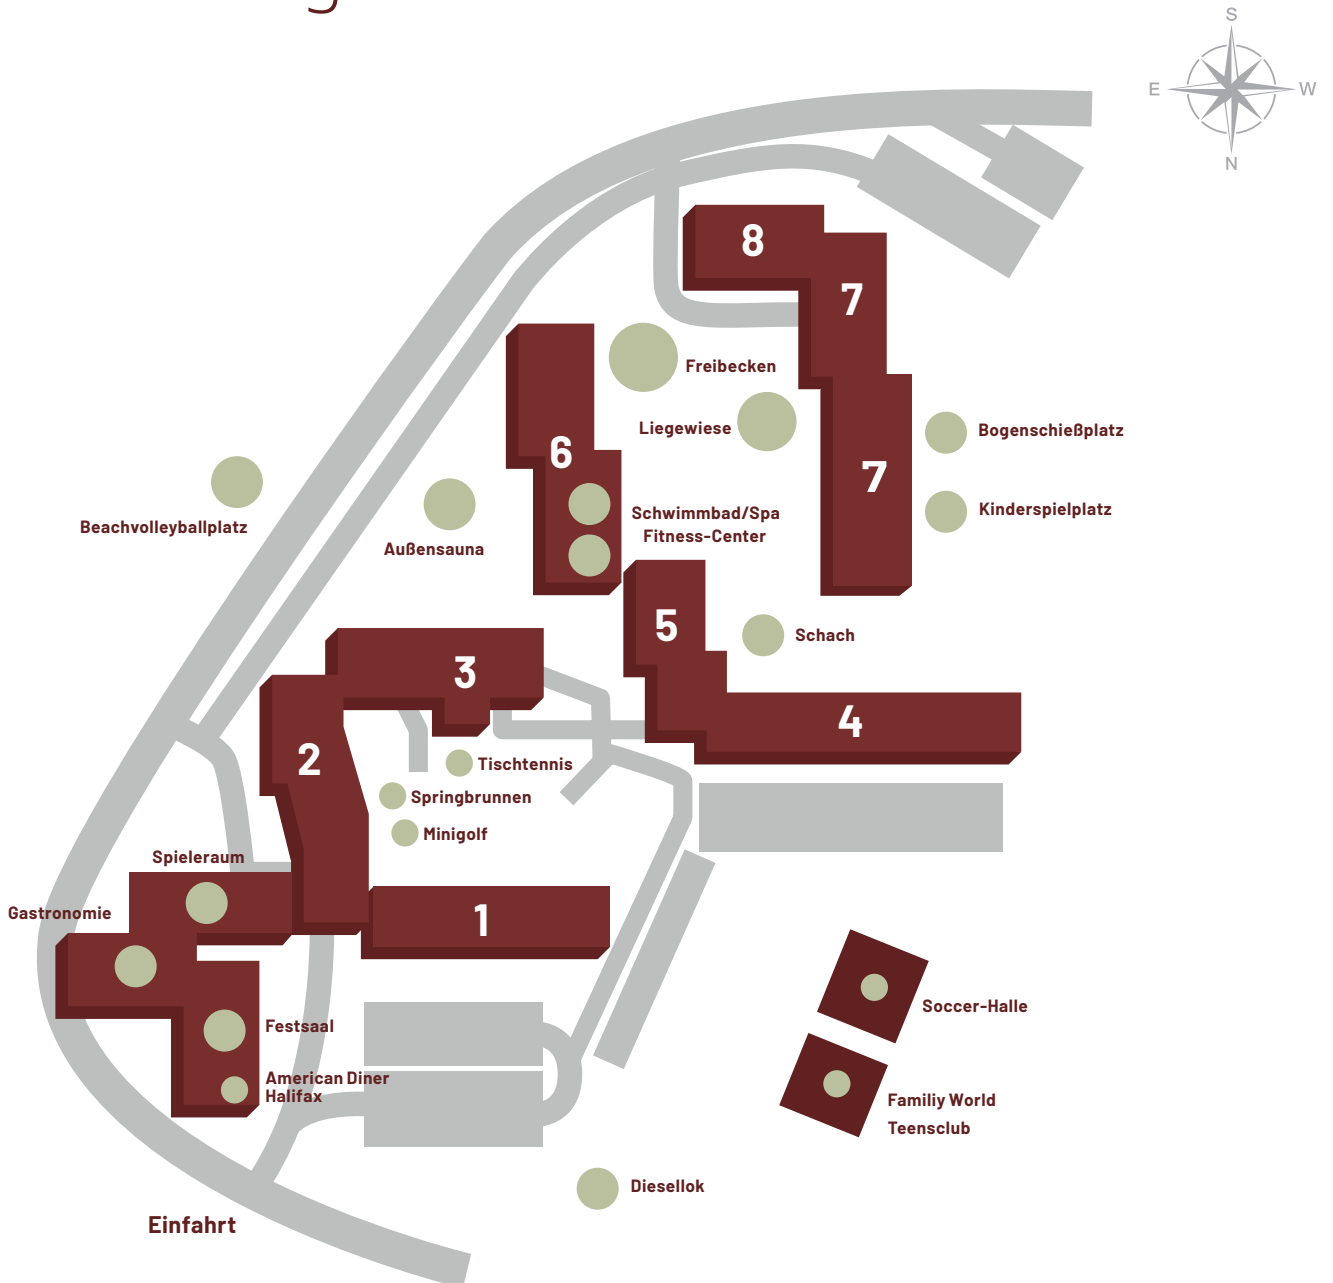 S
E
W
N
8
7
Freibecken
Liegewiese
Bogenschießplatz
6
7
Beachvolleyballplatz
Schwimmbad/Spa
Fitness-Center
Kinderspielplatz
Außensauna
5
Schach
3
4
2
Tischtennis
Springbrunnen
Minigolf
Spieleraum
Gastronomie
1
Soccer-Halle
Festsaal
American Diner
Halifax
Familiy World
Teensclub
Diesellok
Einfahrt